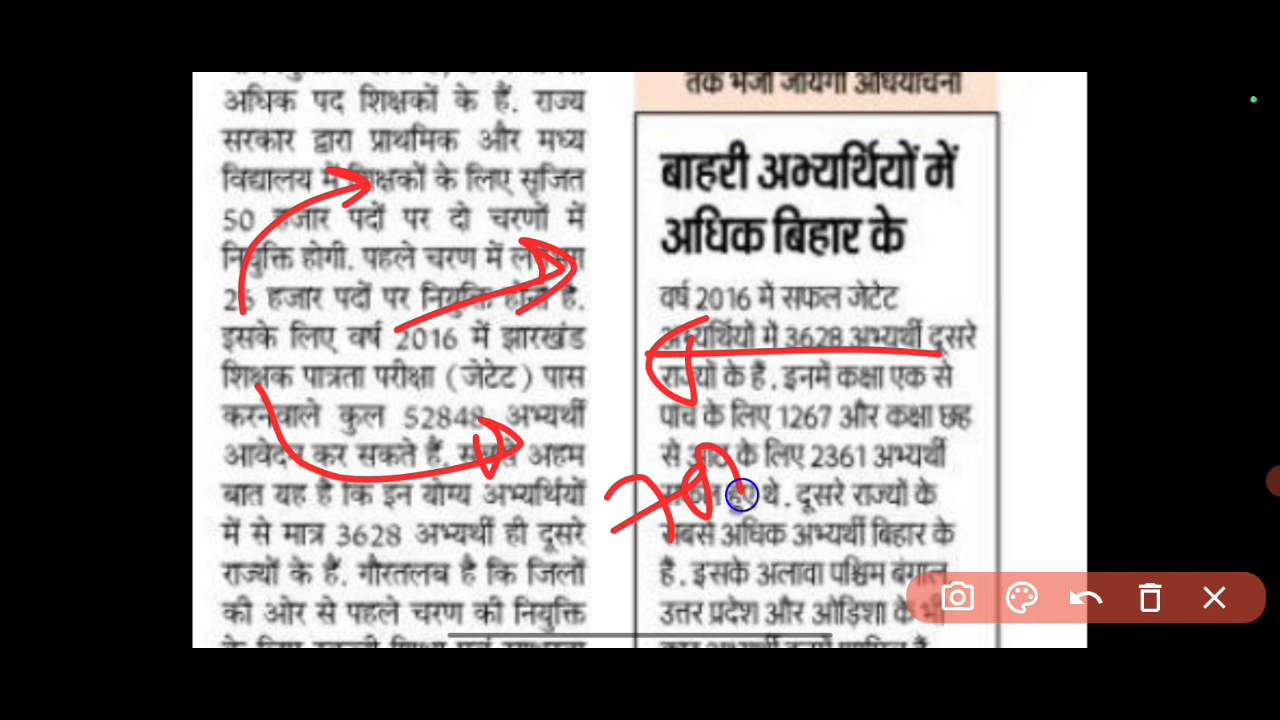 अधिक पद शिक्षकों के हैं. राज्य
सरकार द्वारा प्राथमिक और मध्य
विद्यालय में शिक्षकों के लिए सृजित
50 हजार पदों पर दो चरणों में
नियुक्ति होगी. पहले चरण में लगभग
25 हजार पदों पर नियुक्ति होनी है.
इसके लिए वर्ष 2016 में झारखंड
शिक्षक पात्रता परीक्षा (जेटेट) पास
करनेवाले कुल 52848 अभ्यर्थी
आवेदन कर सकते हैं. सबसे अहम
बात यह है कि इन योग्य अभ्यर्थियों
में से मात्र 3628 अभ्यर्थी ही दूसरे
राज्यों के हैं. गौरतलब है कि जिलों
की ओर से पहले चरण की नियुक्ति
तक भेजी जायेगी अधियाचना
बाहरी अभ्यर्थियों में
अधिक बिहार के
वर्ष 2016 में सफल जेटेट
अभ्यर्थियों में 3628 अभ्यर्थी दूसरे
राज्यों के हैं. इनमें कक्षा एक से
पांच के लिए 1267 और कक्षा छह
से आठ के लिए 2361 अभ्यर्थी
सफल हुए थे. दूसरे राज्यों के
सबसे अधिक अभ्यर्थी बिहार के
हैं. इसके अलावा पश्चिम बंगाल,
उत्तर प्रदेश और ओड़िशा के भी